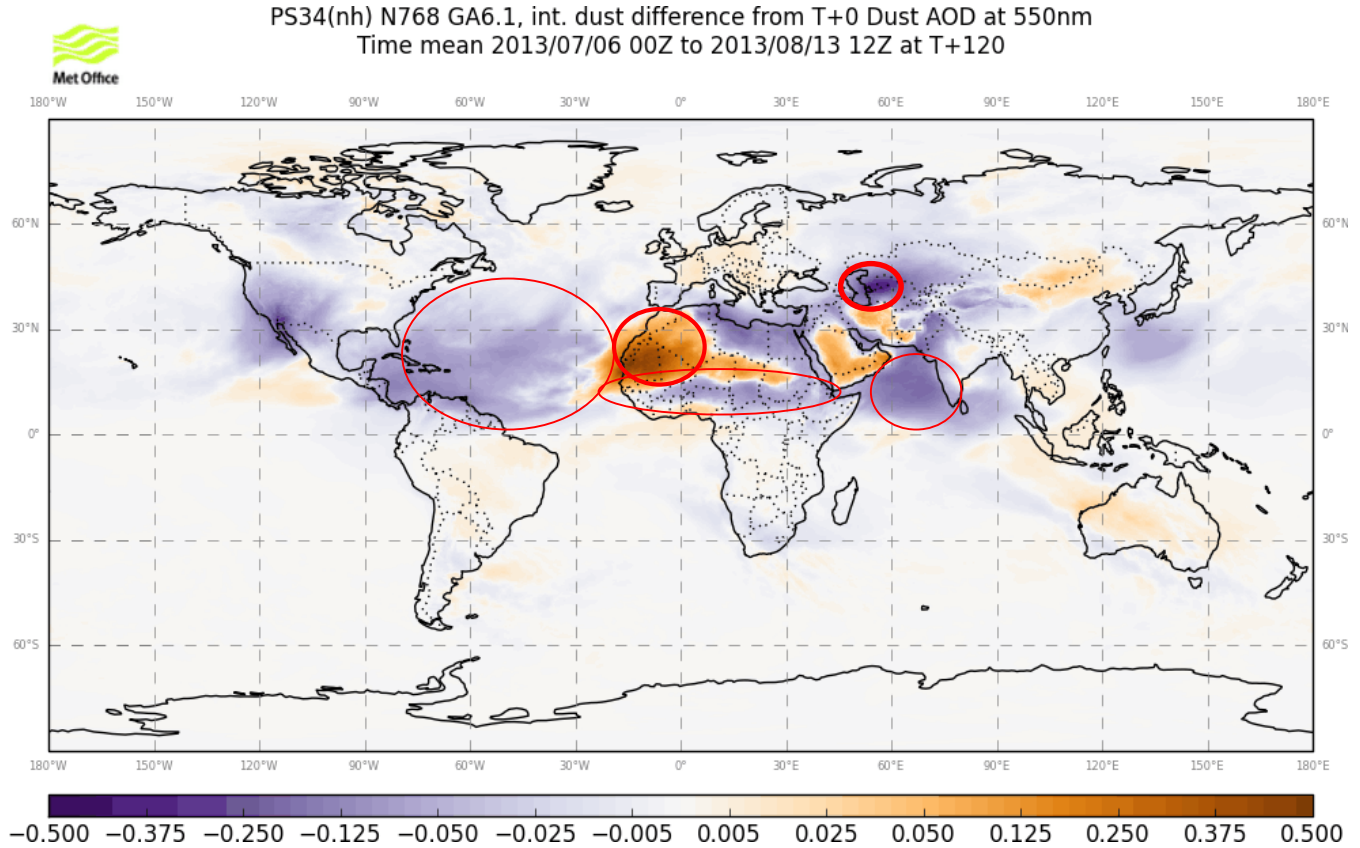 PS34(nh) N768 GA6.1, int. dust difference from T+0 Dust AOD at 550nm
Time mean 2013/07/06 00Z to 2013/08/13 12Z at T+120
Met Office
180°W 150°W 120°W 90°W 60°W 30°W 0° 30°E 60°E 90°E 120°E 150°E 180°E
60°N 60°N
30°N 30°N
0° 0°
30°S 30°S
60°S 60°S
180°W 150°W 120°W 90°W 60°W 30°W 0° 30°E 60°E 90°E 120°E 150°E 180°E
−0.500 −0.375 −0.250 −0.125 −0.050 −0.025 −0.005 0.005 0.025 0.050 0.125 0.250 0.375 0.500